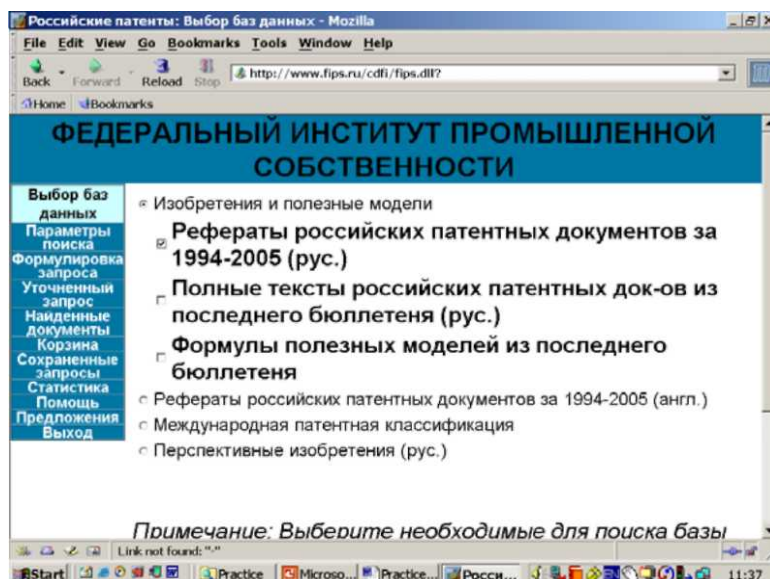 Российские патенты: Выбор баз данных - Mozilla
File Edit View Go Bookmarks Tools Window Help
Back Forward Reload Stop http://www.fips.ru/cdfi/fips.dll?
Home Bookmarks
ФЕДЕРАЛЬНЫЙ ИНСТИТУТ ПРОМЫШЛЕННОЙ
СОБСТВЕННОСТИ
Выбор баз
данных
Параметры
поиска
Формулировка
запроса
Уточненный
запрос
Найденные
документы
Корзина
Сохраненные
запросы
Статистика
Помощь
Предложения
Выход
Изобретения и полезные модели
Рефераты российских патентных документов за
1994-2005 (рус.)
Полные тексты российских патентных док-ов из
последнего бюллетеня (рус.)
Формулы полезных моделей из последнего
бюллетеня
Рефераты российских патентных документов за 1994-2005 (англ.)
Международная патентная классификация
Перспективные изобретения (рус.)
Примечание: Выберите необходимые для поиска базы
Link not found: "-"
Start Practice Microso... Practice... Росси... 11:37